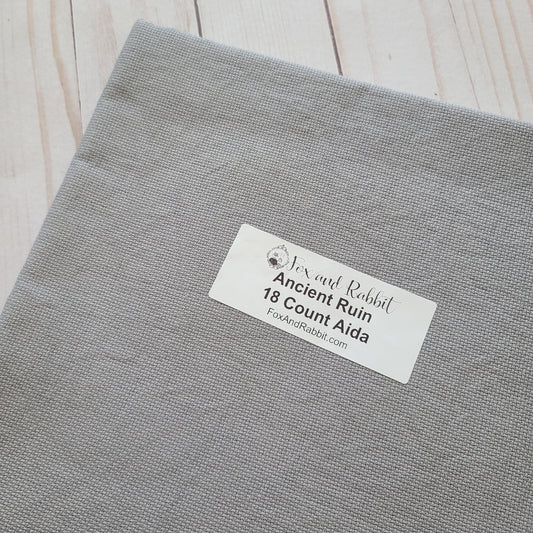 Fox and Rabbit
Ancient Ruin
18 Count Aida
FoxAndRabbit.com